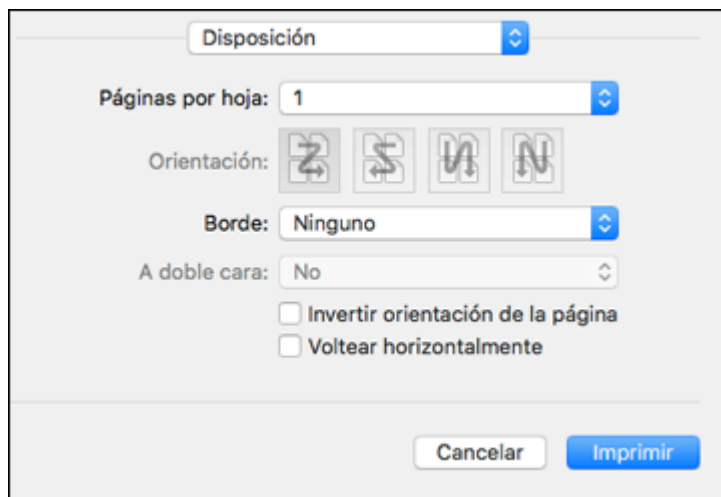 Disposición
Páginas por hoja: 1
Orientación:
Borde: Ninguno
A doble cara: No
Invertir orientación de la página
Voltear horizontalmente
Cancelar Imprimir